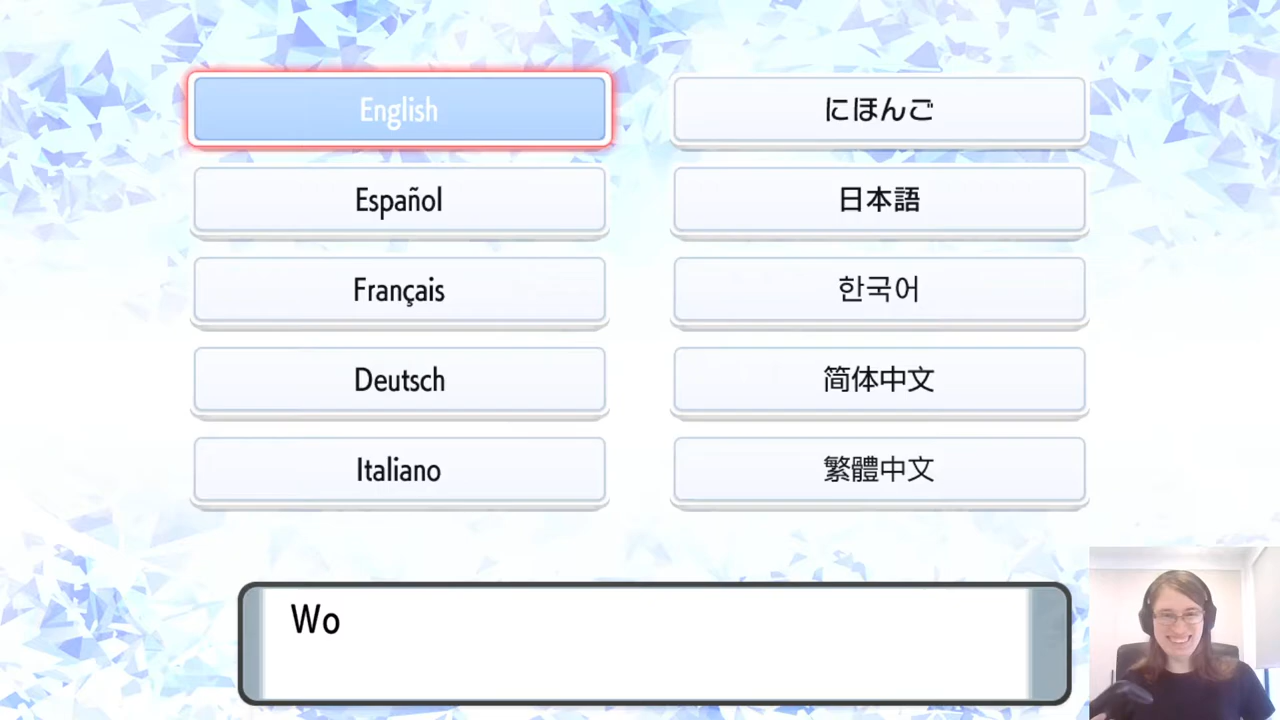 English
Español
Français
Deutsch
Italiano
にほんご
日本語
한국어
简体中文
繁體中文
Wo